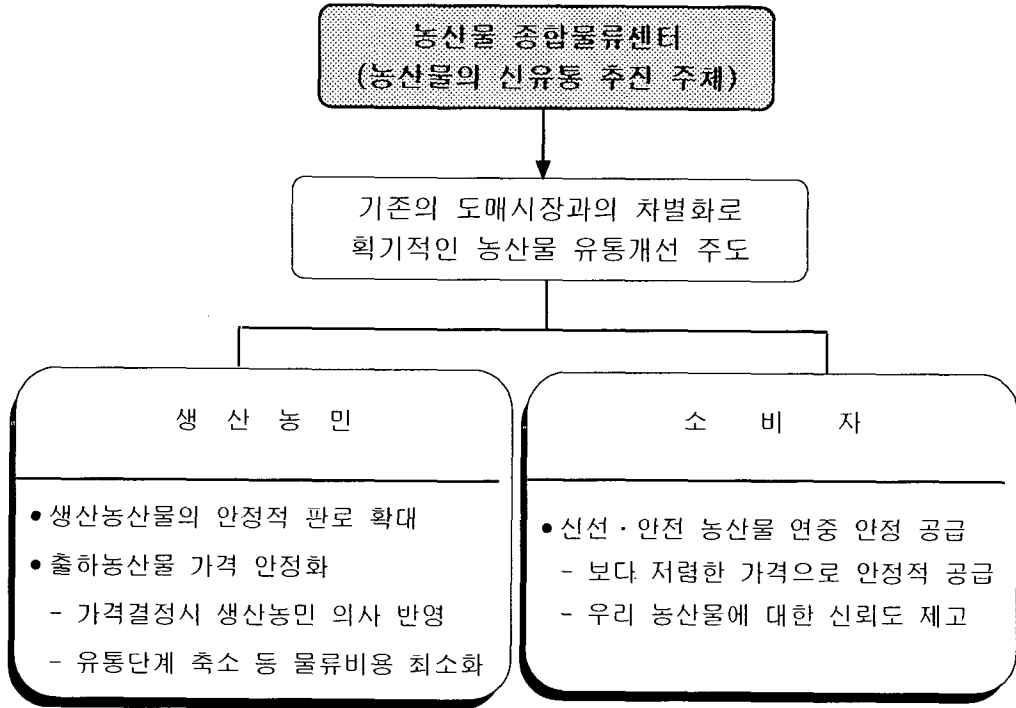 농산물 종합물류센터
(농산물의 신유통 추진 주체)
기존의 도매시장과의 차별화로
획기적인 농산물 유통개선 주도
생 산 농 민
• 생산농산물의 안정적 판로 확대
• 출하농산물 가격 안정화
- 가격결정시 생산농민 의사 반영
- 유통단계 축소 등 물류비용 최소화
소 비 자
• 신선·안전 농산물 연중 안정 공급
- 보다 저렴한 가격으로 안정적 공급
- 우리 농산물에 대한 신뢰도 제고